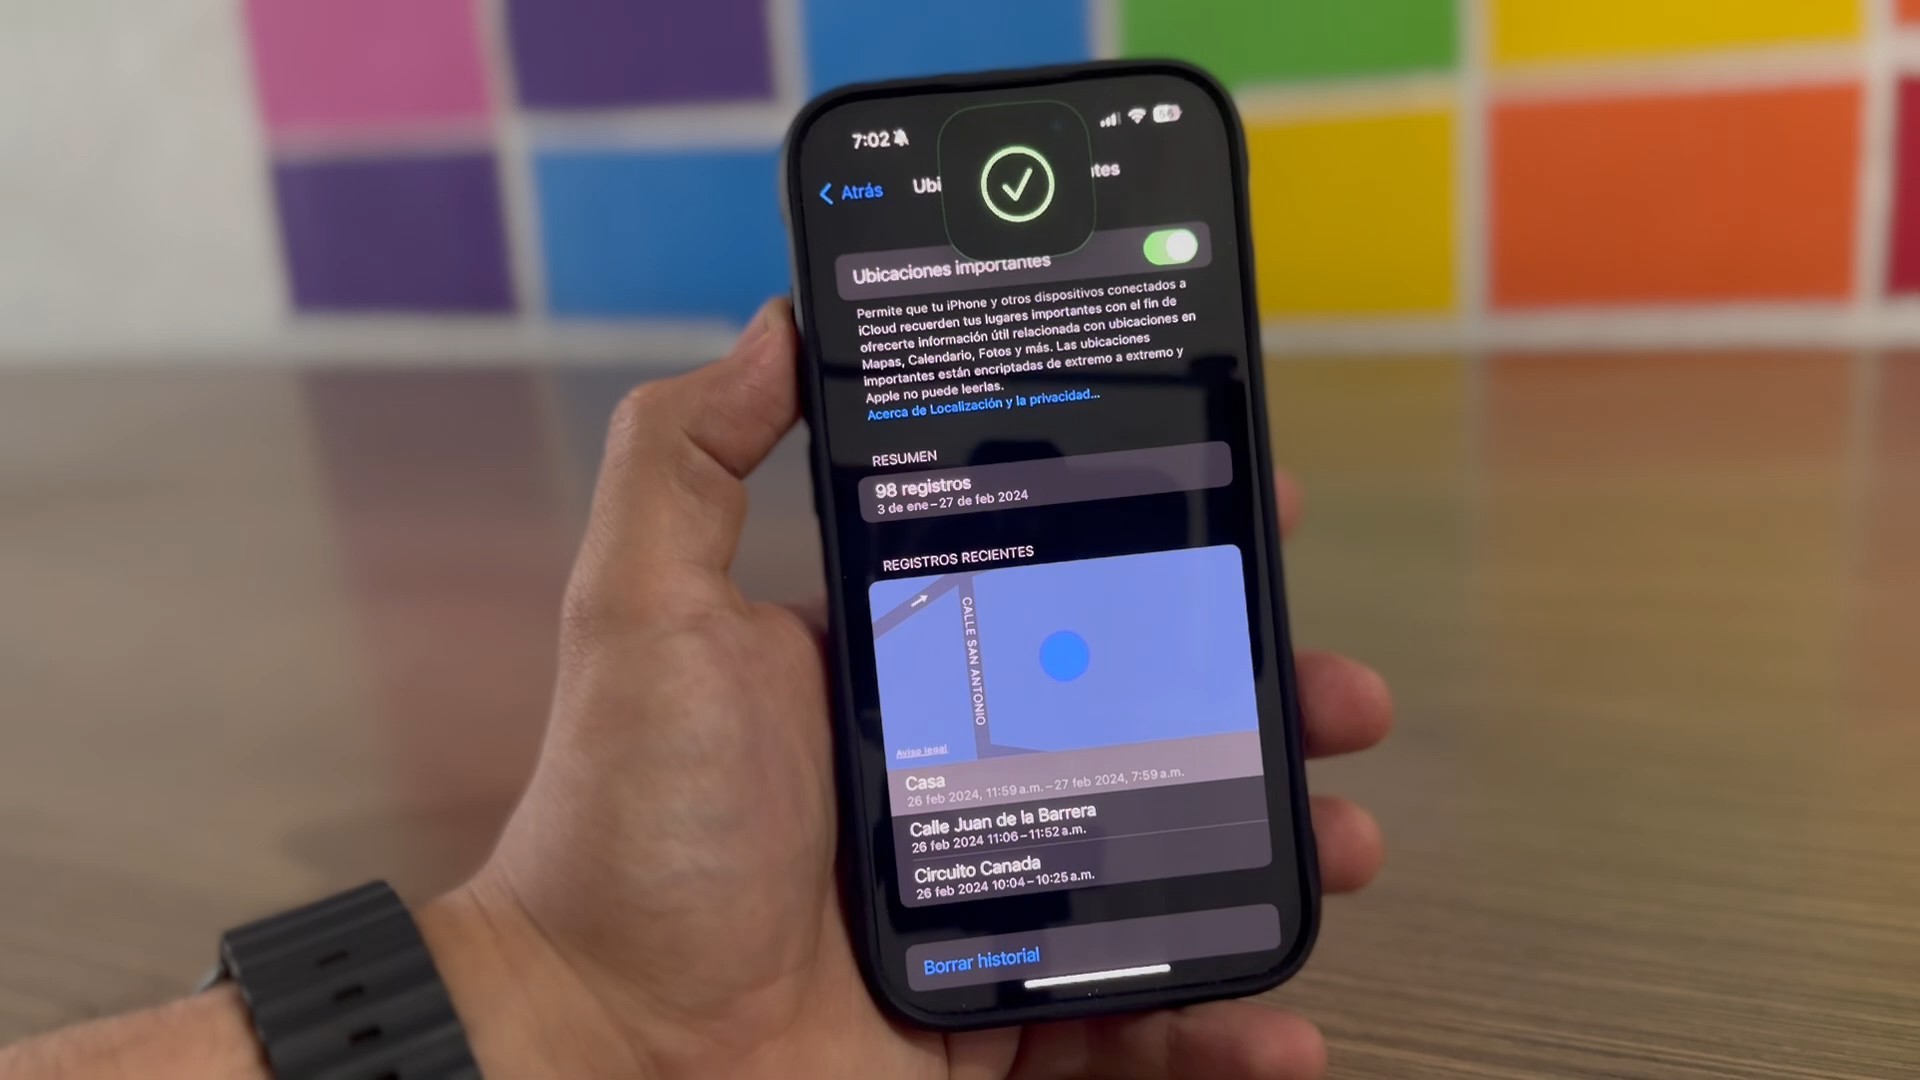 7:02
56
Atrás
Ubi
ntes
Ubicaciones importantes
Permite que tu iPhone y otros dispositivos conectados a
iCloud recuerden tus lugares importantes con el fin de
ofrecerte información útil relacionada con ubicaciones en
Mapas, Calendario, Fotos y más. Las ubicaciones
importantes están encriptadas de extremo a extremo y
Apple no puede leerlas.
Acerca de Localización y la privacidad...
RESUMEN
98 registros
3 de ene – 27 de feb 2024
REGISTROS RECIENTES
CALLE SAN ANTONIO
Aviso legal
Casa
26 feb 2024, 11:59 a.m. – 27 feb 2024, 7:59 a.m.
Calle Juan de la Barrera
26 feb 2024 11:06 – 11:52 a.m.
Circuito Canada
26 feb 2024 10:04 – 10:25 a.m.
Borrar historial